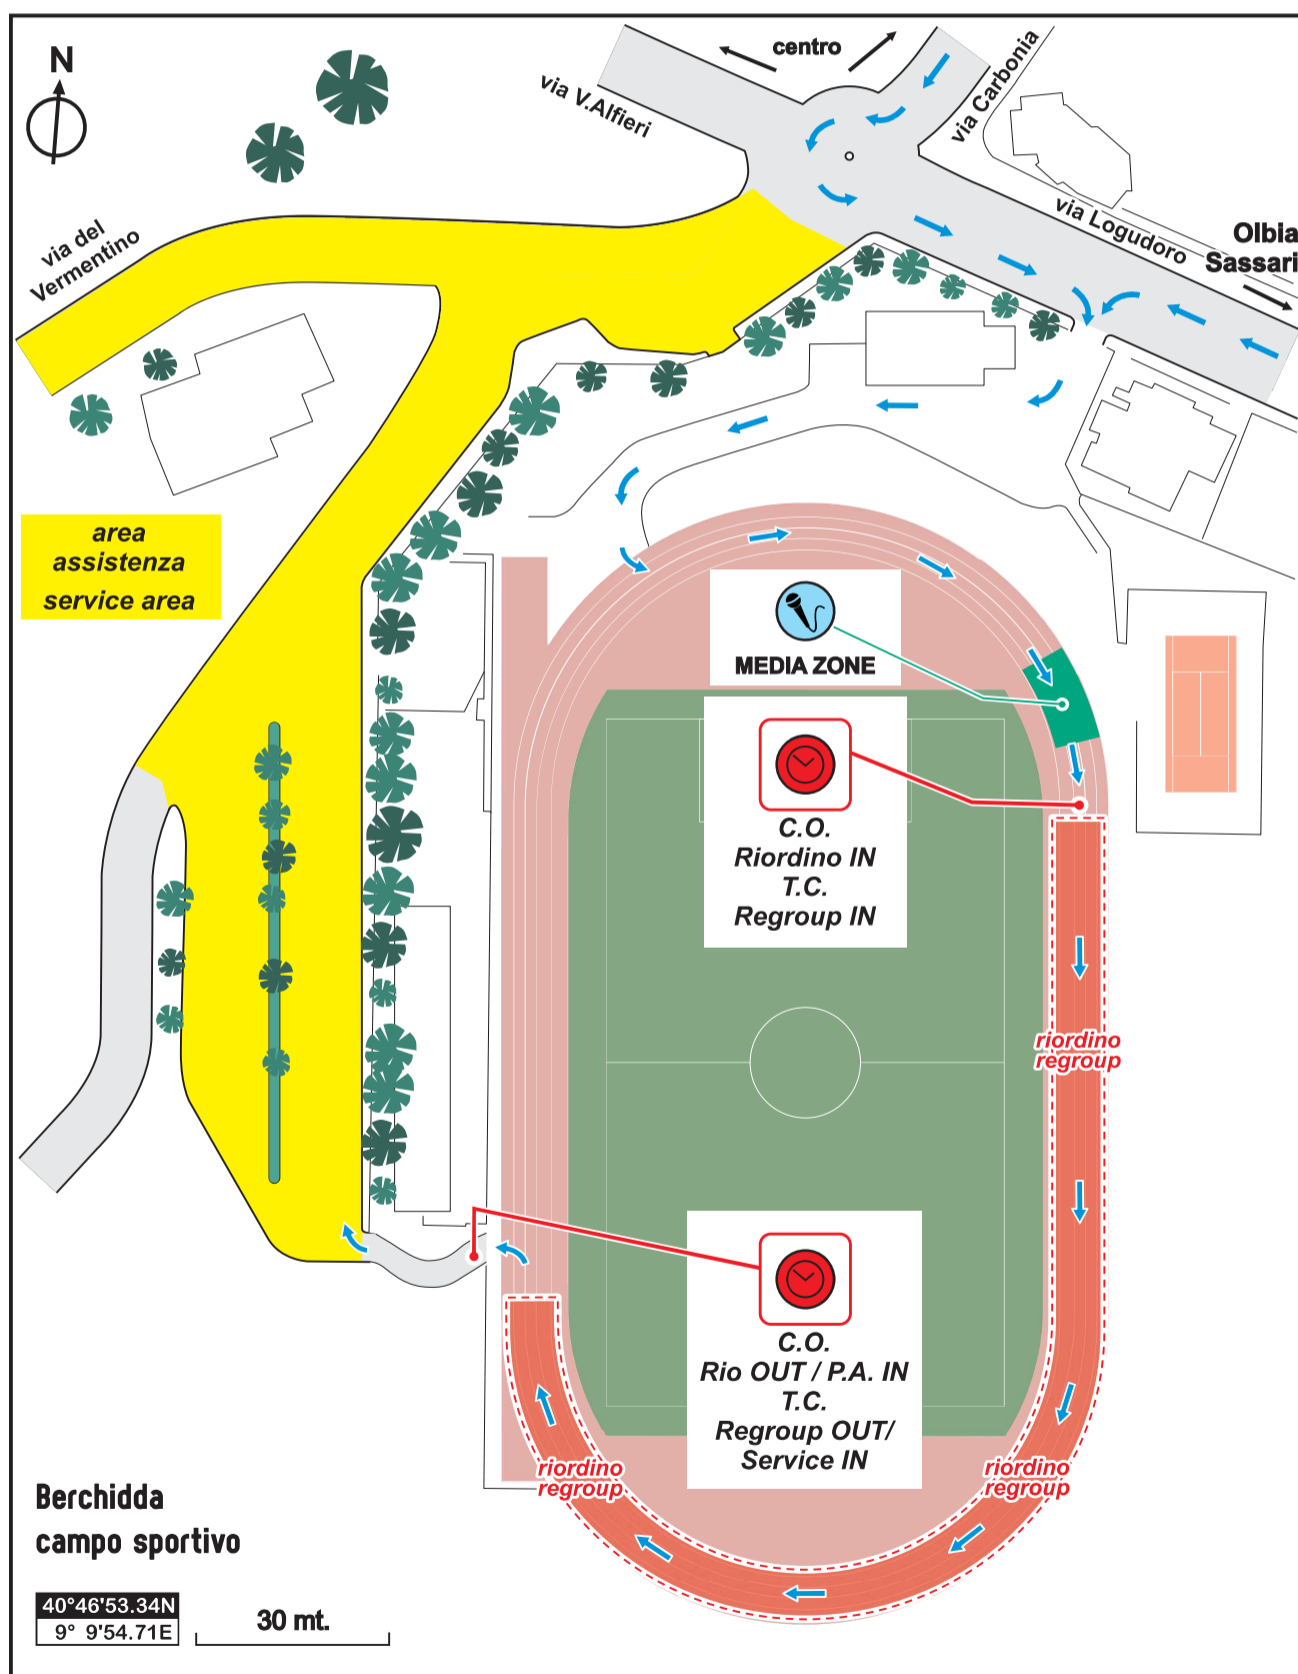 N
centro
via V.Alfieri
via Carbonia
via Logudoro
Olbia
Sassari
via del
Vermentino
area
assistenza
service area
MEDIA ZONE
C.O.
Riordino IN
T.C.
Regroup IN
riordino
regroup
C.O.
Rio OUT / P.A. IN
T.C.
Regroup OUT/
Service IN
riordino
regroup
riordino
regroup
Berchidda
campo sportivo
40°46'53.34N
9° 9'54.71E
30 mt.